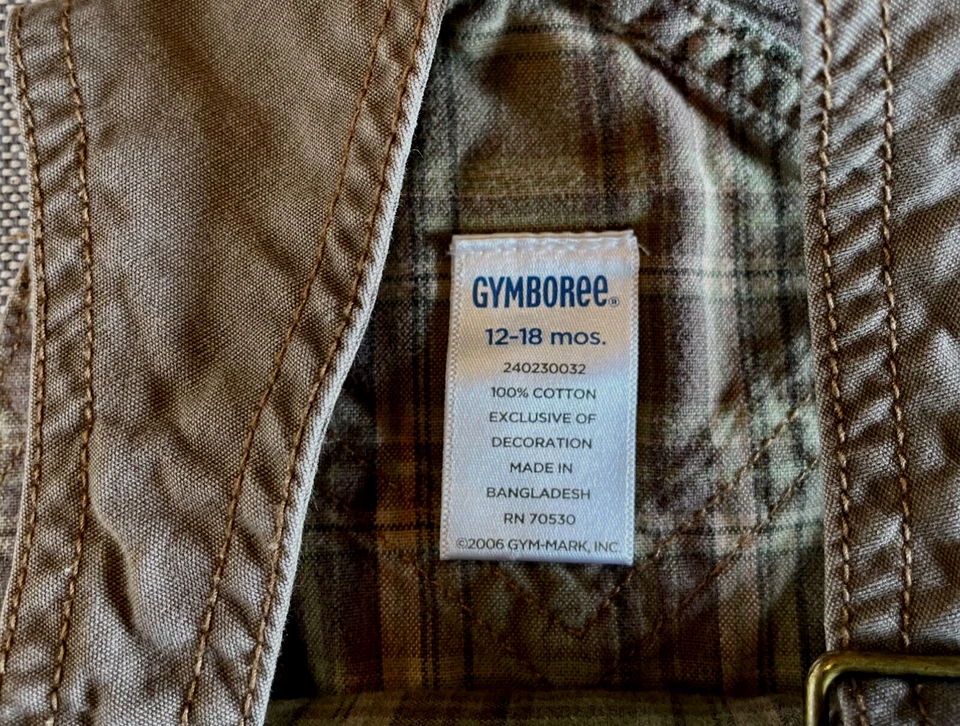 GYMBOREE®
12-18 mos.
240230032
100% COTTON
EXCLUSIVE OF
DECORATION
MADE IN
BANGLADESH
RN 70530
©2006 GYM-MARK, INC.